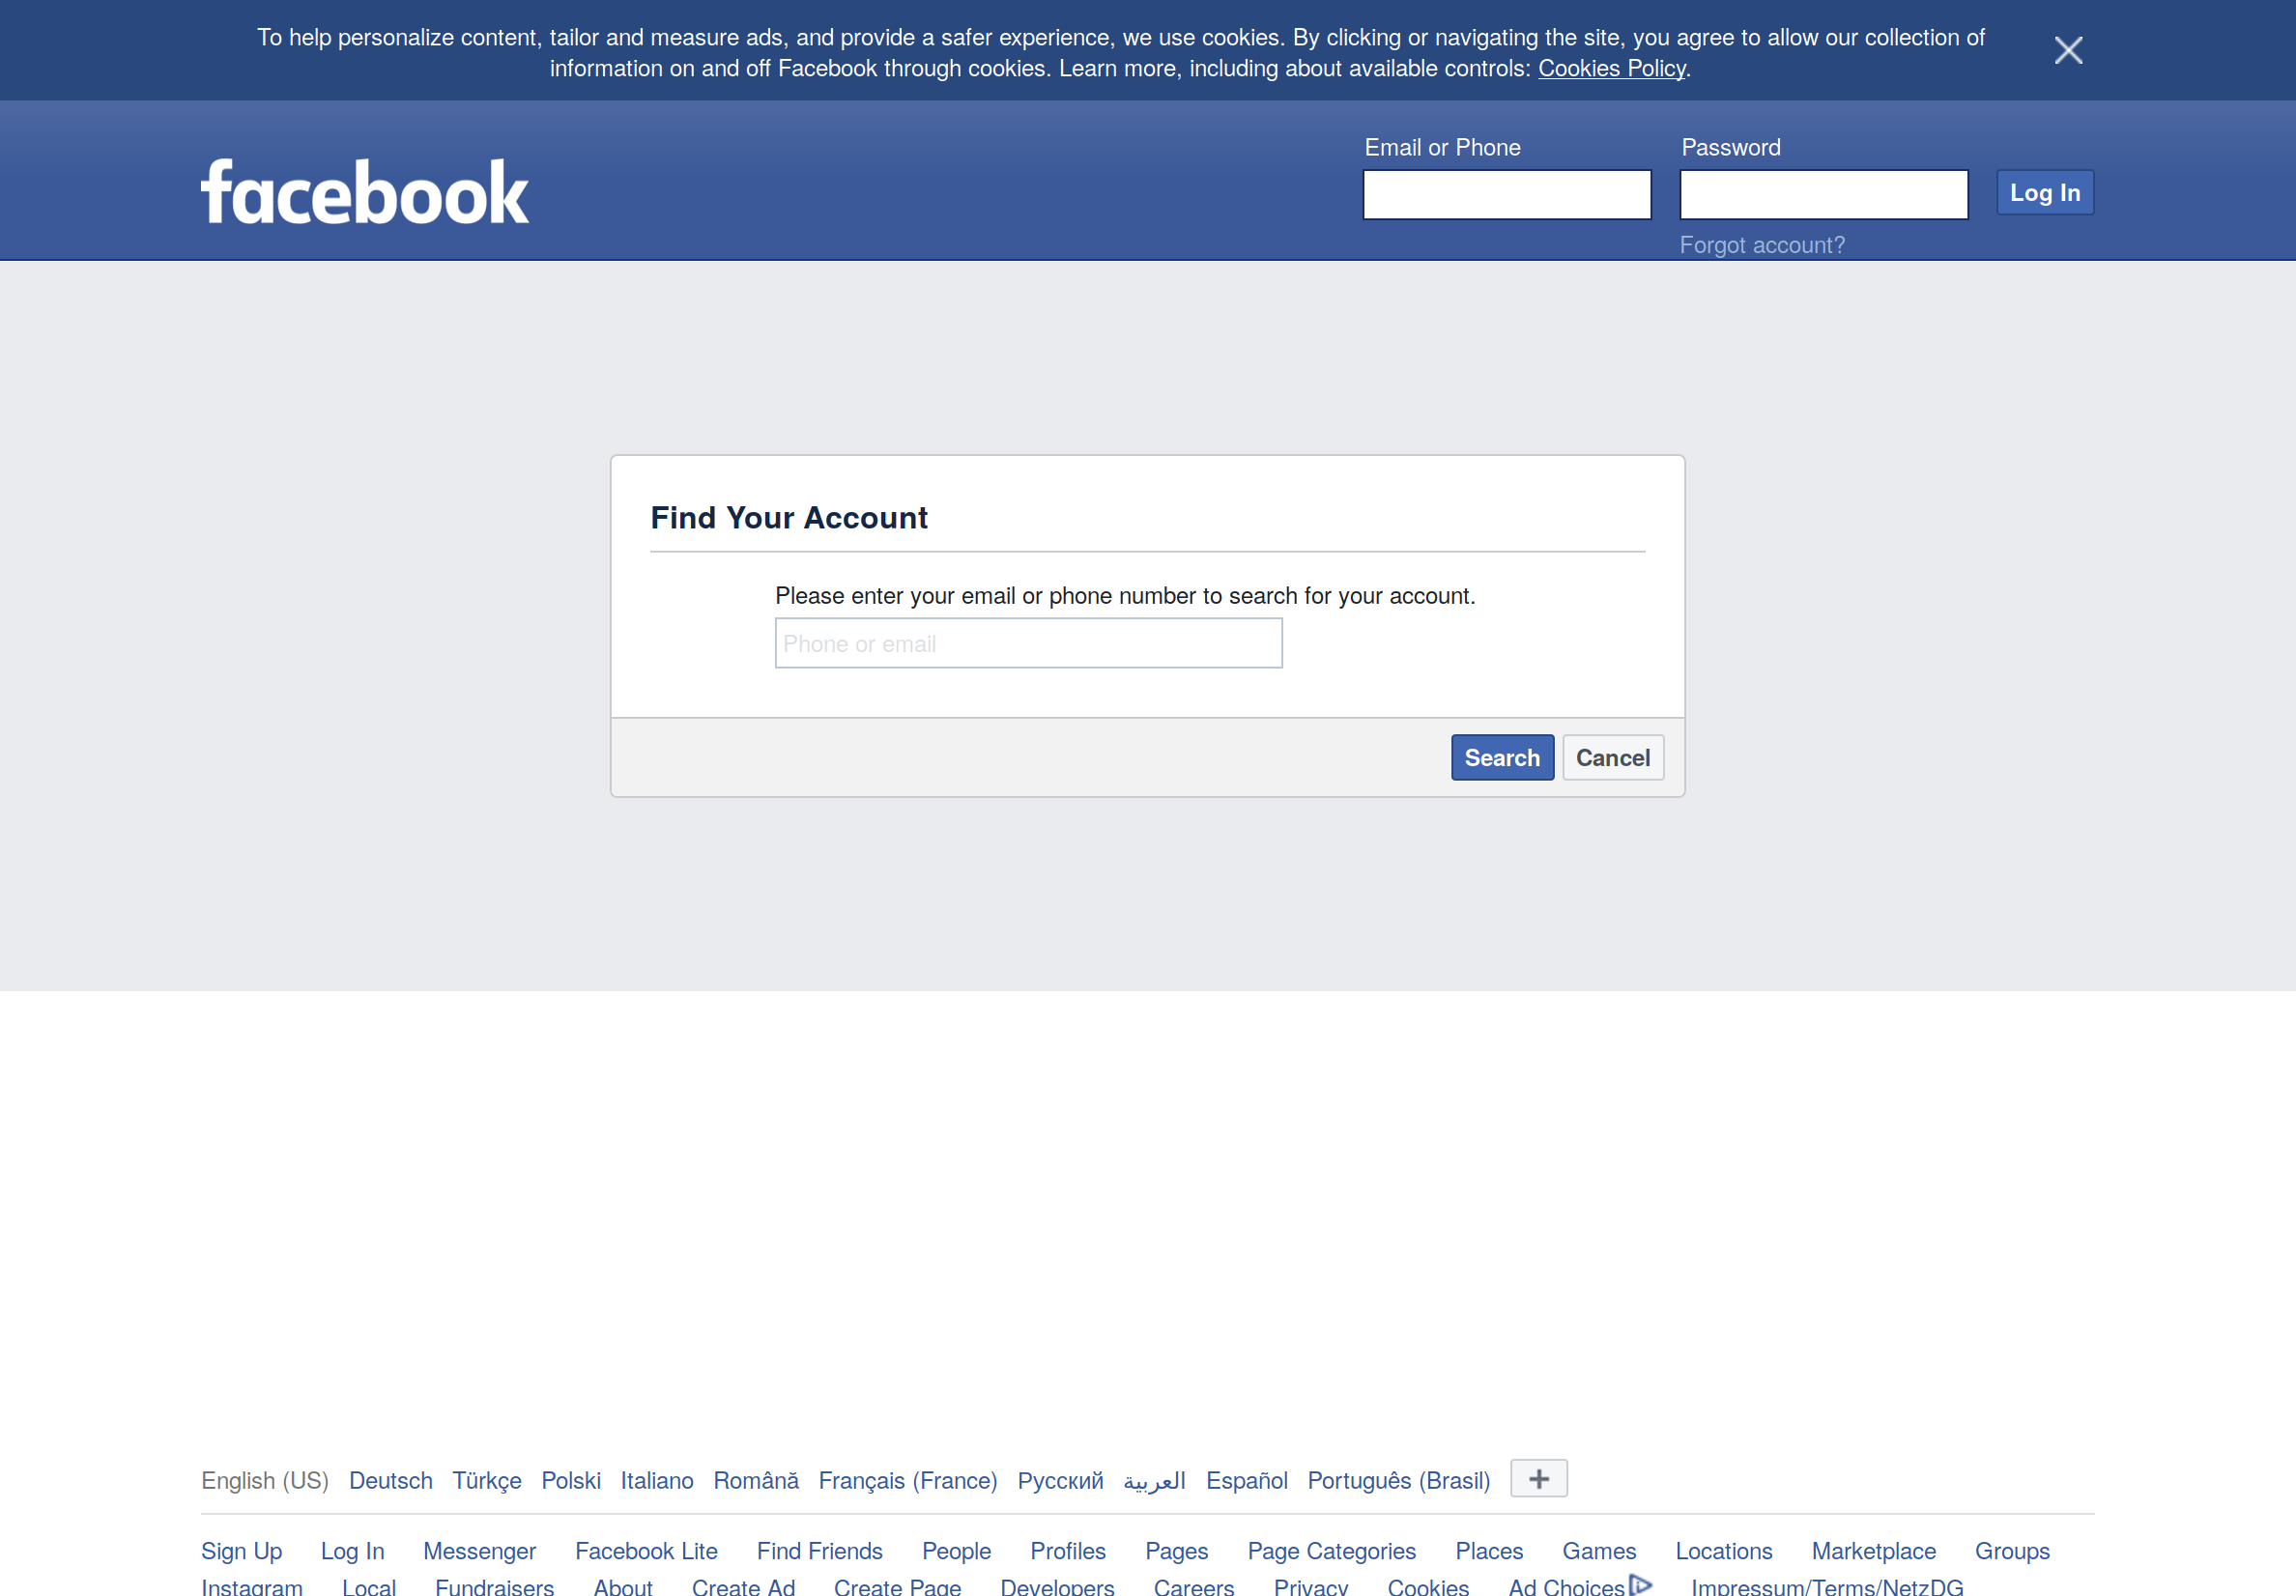 To help personalize content, tailor and measure ads, and provide a safer experience, we use cookies. By clicking or navigating the site, you agree to allow our collection of
information on and off Facebook through cookies. Learn more, including about available controls: Cookies Policy.
facebook
Email or Phone
Password
Log In
Forgot account?
Find Your Account
Please enter your email or phone number to search for your account.
Phone or email
Search Cancel
English (US) Deutsch Türkçe Polski Italiano Română Français (France) Русский العربية Español Português (Brasil)
Sign Up Log In Messenger Facebook Lite Find Friends People Profiles Pages Page Categories Places Games Locations Marketplace Groups
Instagram Local Fundraisers About Create Ad Create Page Developers Careers Privacy Cookies Ad Choices Impressum/Terms/NetzDG